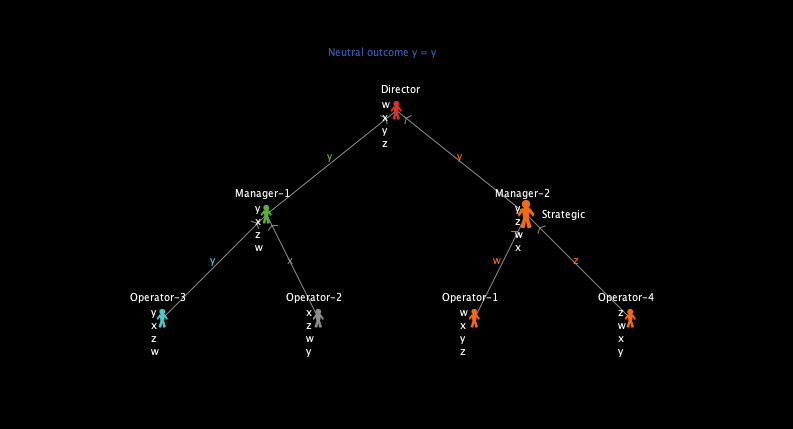 Neutral outcome y = y
Director
w
x
y
z
y
y
Manager-1
y
x
z
w
Manager-2
y
z
w
x
Strategic
y
x
w
z
Operator-3
y
x
z
w
Operator-2
x
z
w
y
Operator-1
w
x
y
z
Operator-4
z
w
x
y